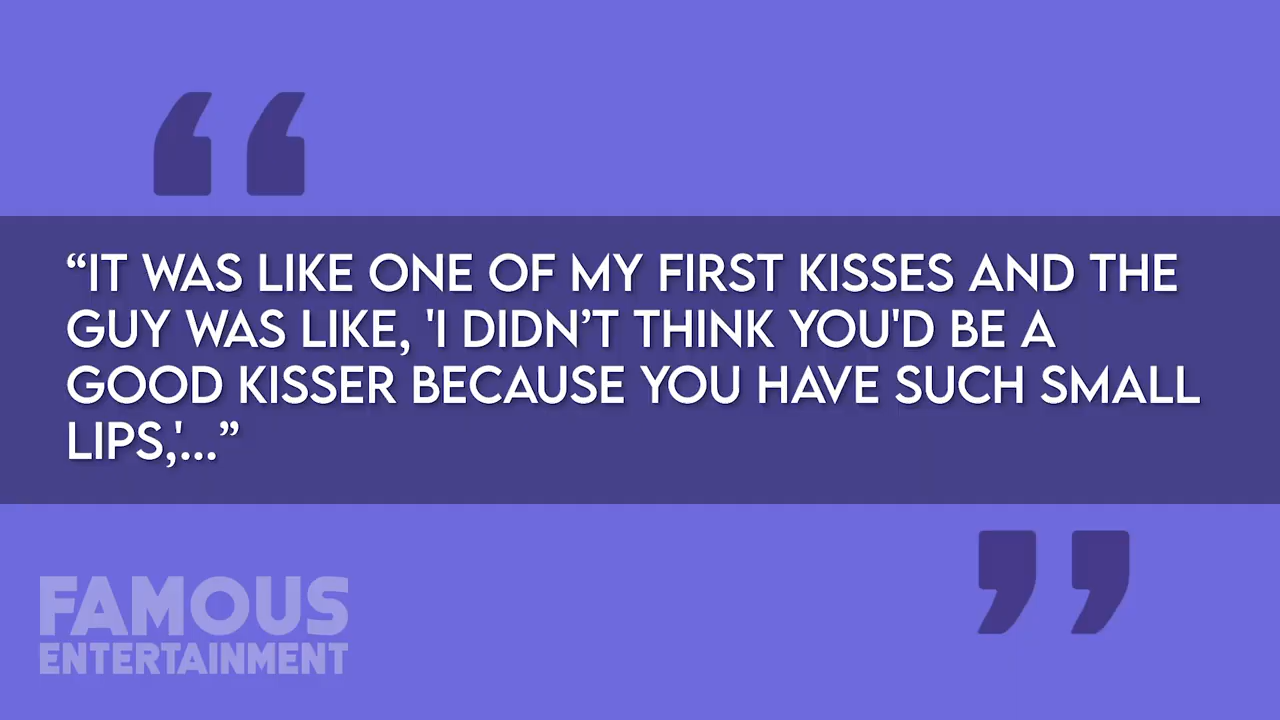 “IT WAS LIKE ONE OF MY FIRST KISSES AND THE
GUY WAS LIKE, 'I DIDN’T THINK YOU'D BE A
GOOD KISSER BECAUSE YOU HAVE SUCH SMALL
LIPS,'...”
FAMOUS
ENTERTAINMENT